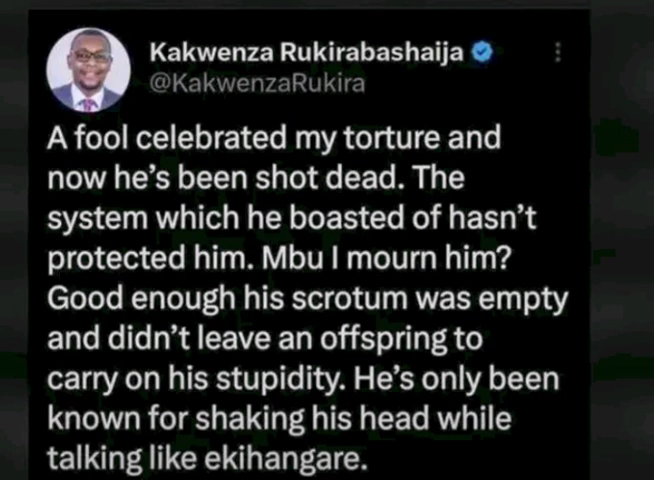 Kakwenza Rukirabashaija
@KakwenzaRukira
A fool celebrated my torture and
now he's been shot dead. The
system which he boasted of hasn't
protected him. Mbu I mourn him?
Good enough his scrotum was empty
and didn't leave an offspring to
carry on his stupidity. He's only been
known for shaking his head while
talking like ekihangare.